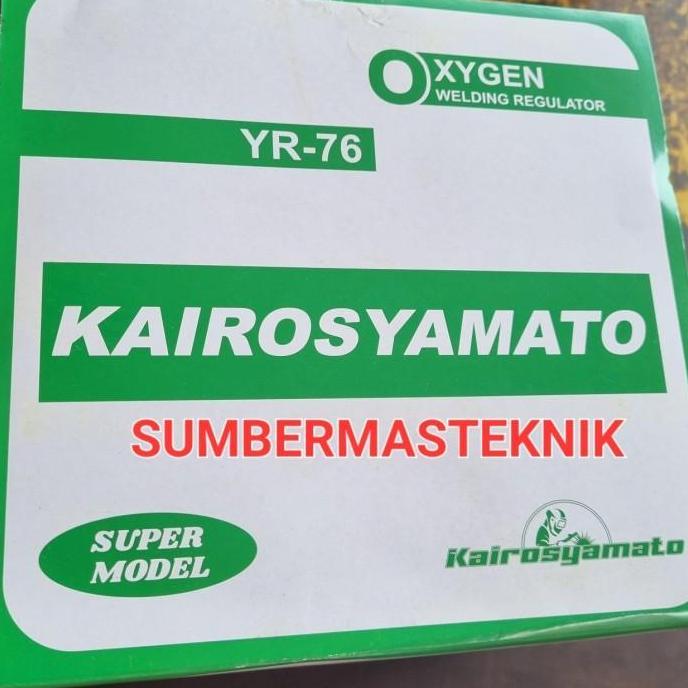 OXYGEN
WELDING REGULATOR
YR-76
KAIROSYAMATO
SUMBERMASTEKNIK
SUPER
MODEL
Kairosyamato